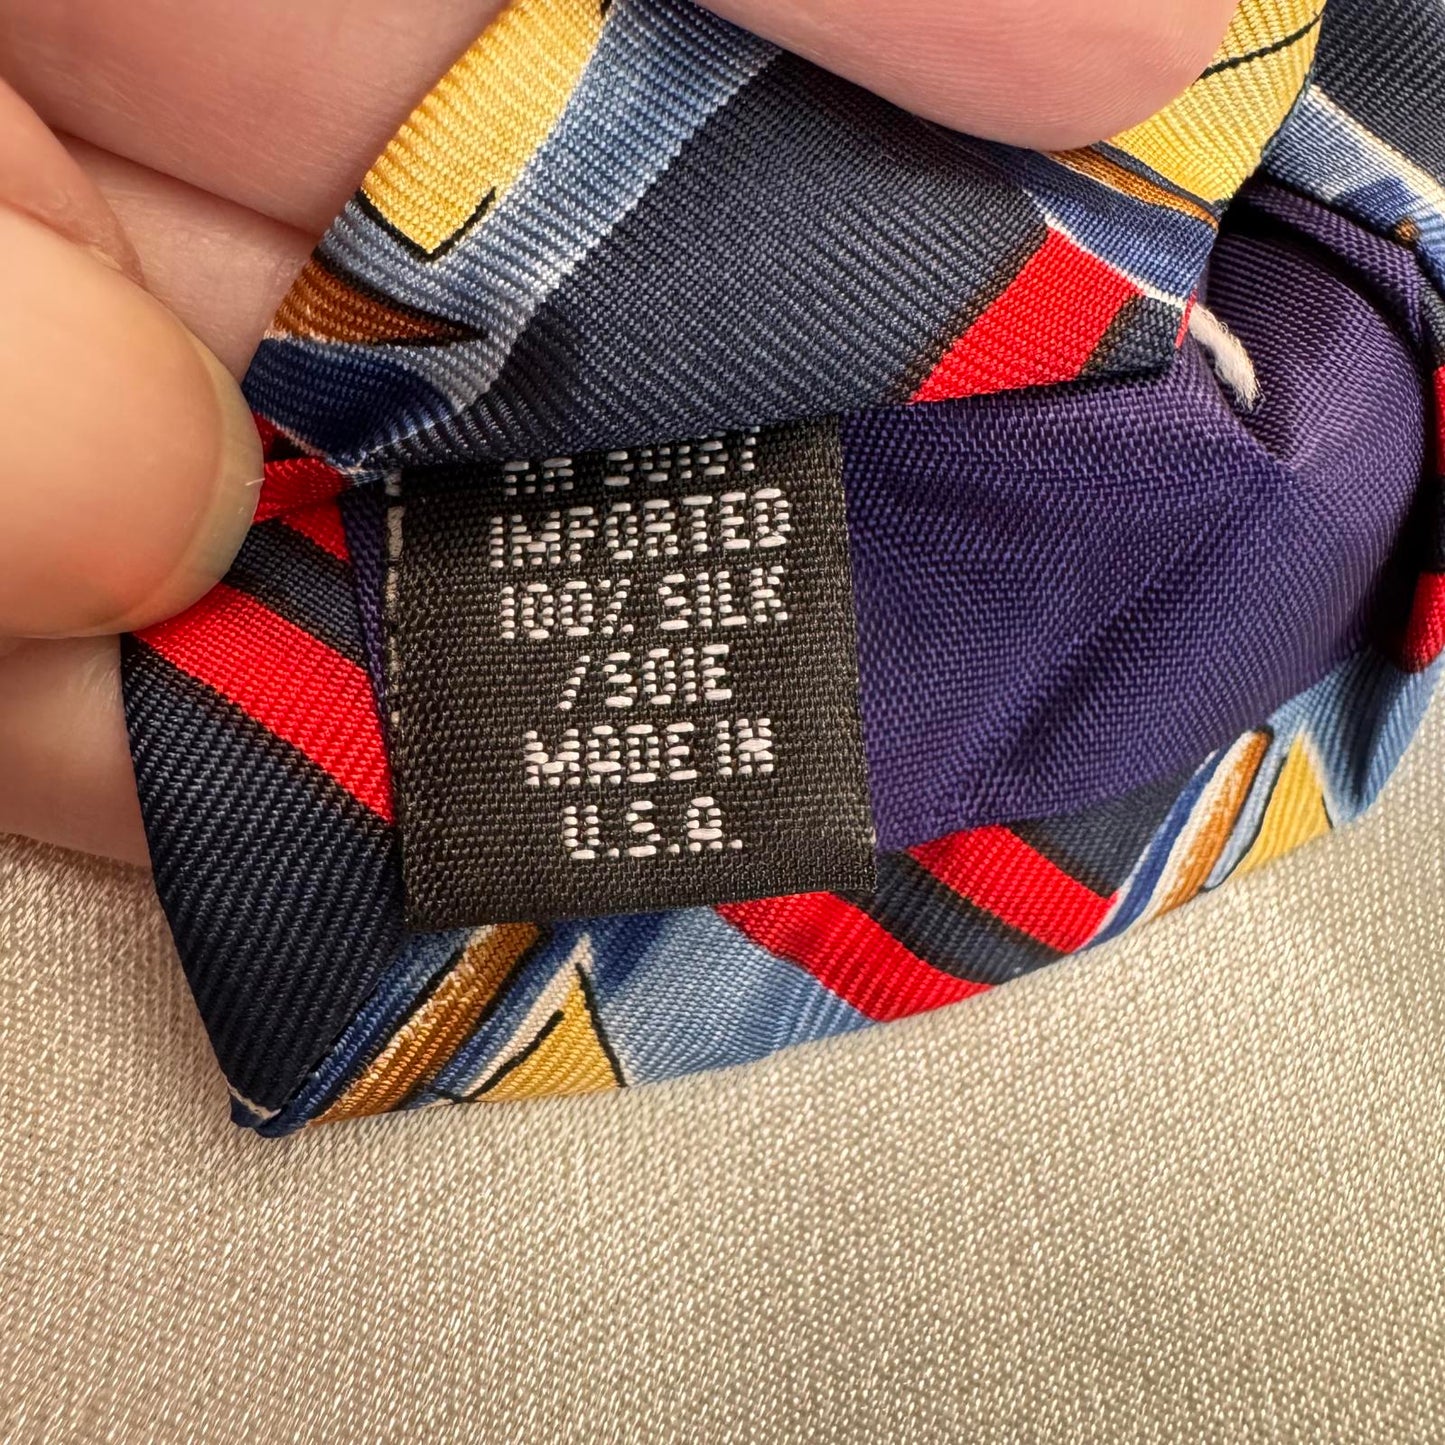 IMPORTED
100% SILK
/SOIE
MADE IN
U.S.A.